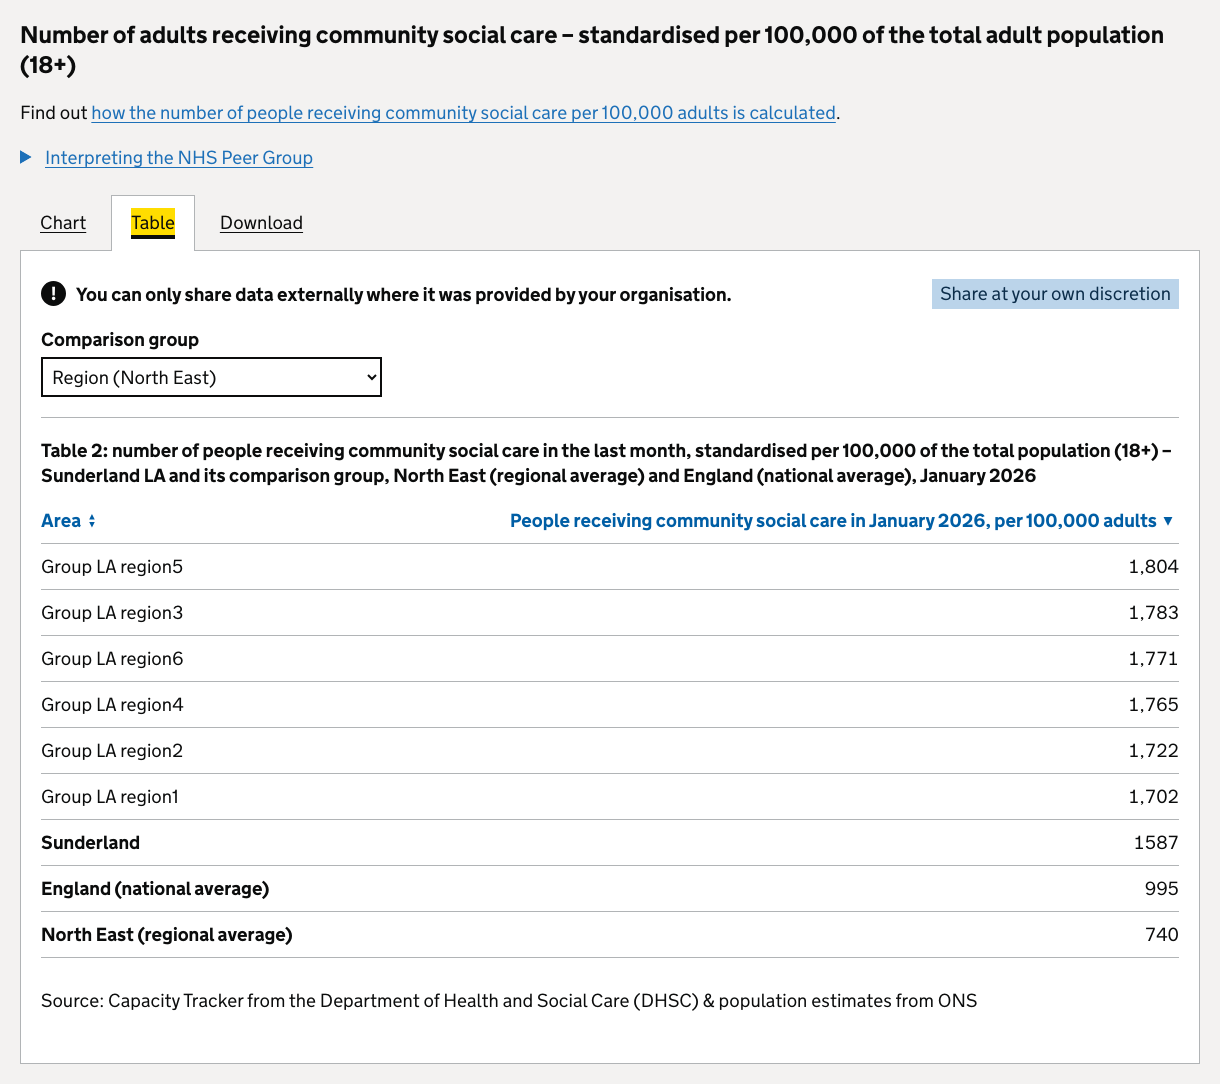 Number of adults receiving community social care – standardised per 100,000 of the total adult population
(18+)
Find out how the number of people receiving community social care per 100,000 adults is calculated.
Interpreting the NHS Peer Group
Chart Table Download
You can only share data externally where it was provided by your organisation. Share at your own discretion
Comparison group
Region (North East)
Table 2: number of people receiving community social care in the last month, standardised per 100,000 of the total population (18+) –
Sunderland LA and its comparison group, North East (regional average) and England (national average), January 2026
Area People receiving community social care in January 2026, per 100,000 adults
Group LA region5 1,804
Group LA region3 1,783
Group LA region6 1,771
Group LA region4 1,765
Group LA region2 1,722
Group LA region1 1,702
Sunderland 1587
England (national average) 995
North East (regional average) 740
Source: Capacity Tracker from the Department of Health and Social Care (DHSC) & population estimates from ONS